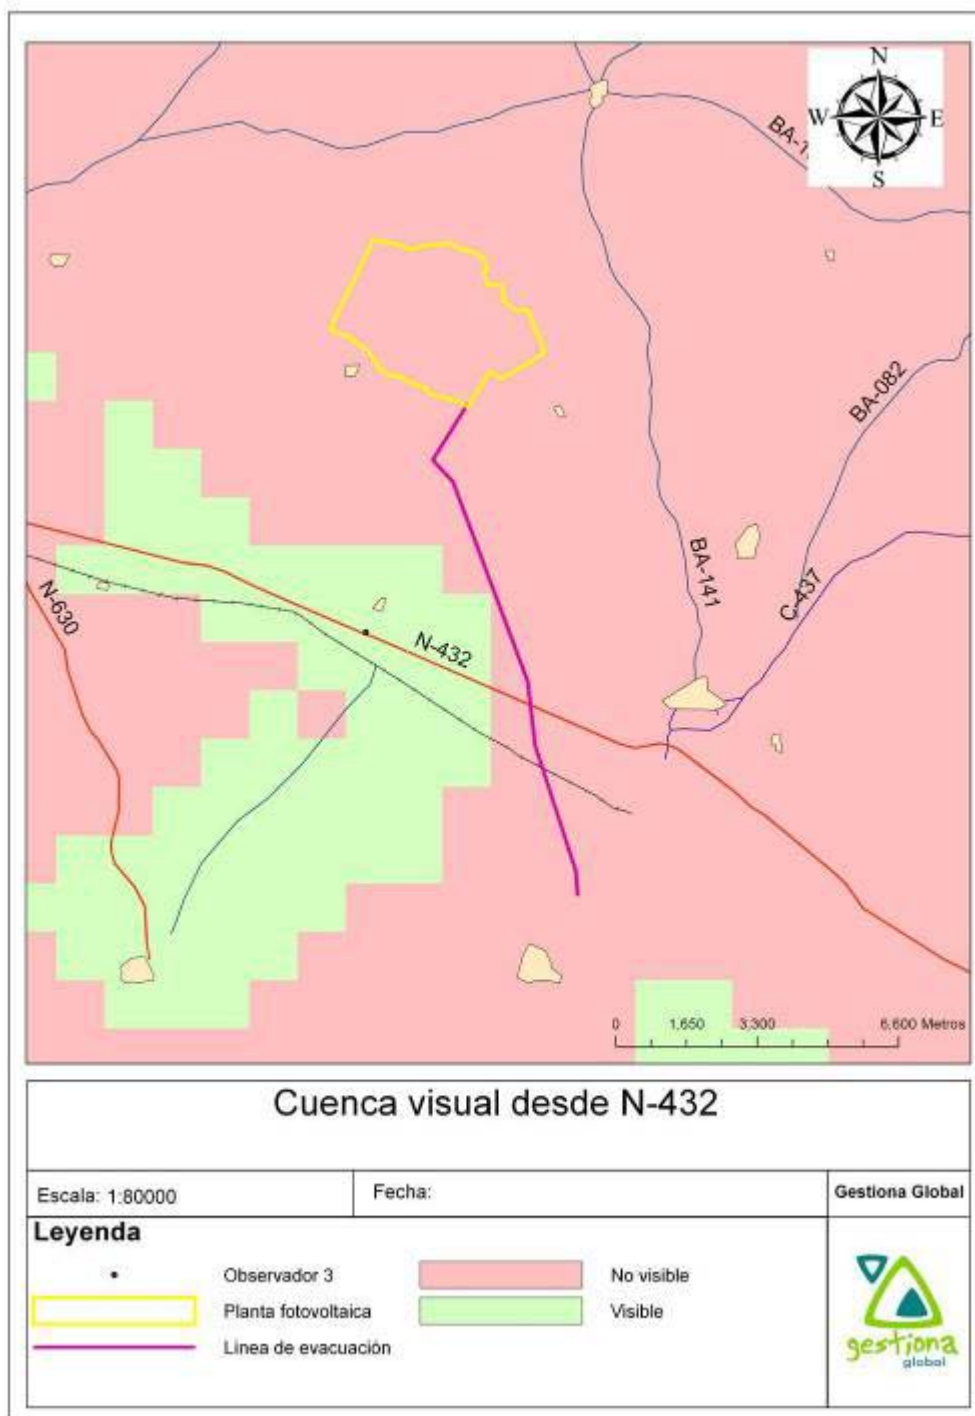 N
W
E
S
BA-1
BA-082
N-630
N-432
BA-141
C-437
0 1,650 3,300 6,600 Metros
Cuenca visual desde N-432
Escala: 1:80000
Fecha:
Gestiona Global
Leyenda
Observador 3
No visible
Planta fotovoltaica
Visible
Linea de evacuación
gestiona
global